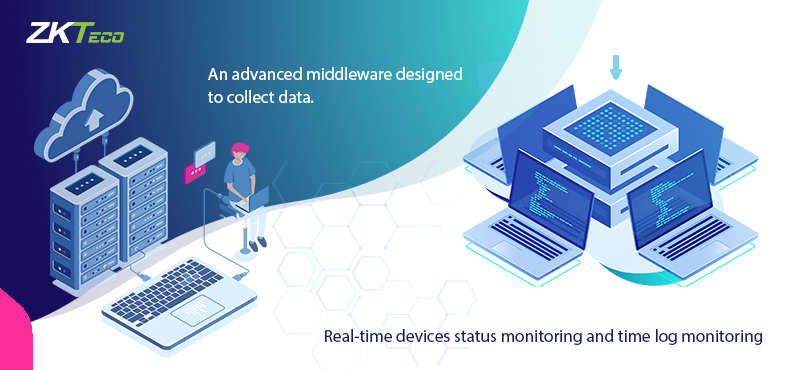 ZKTECO
An advanced middleware designed
to collect data.
Real-time devices status monitoring and time log monitoring